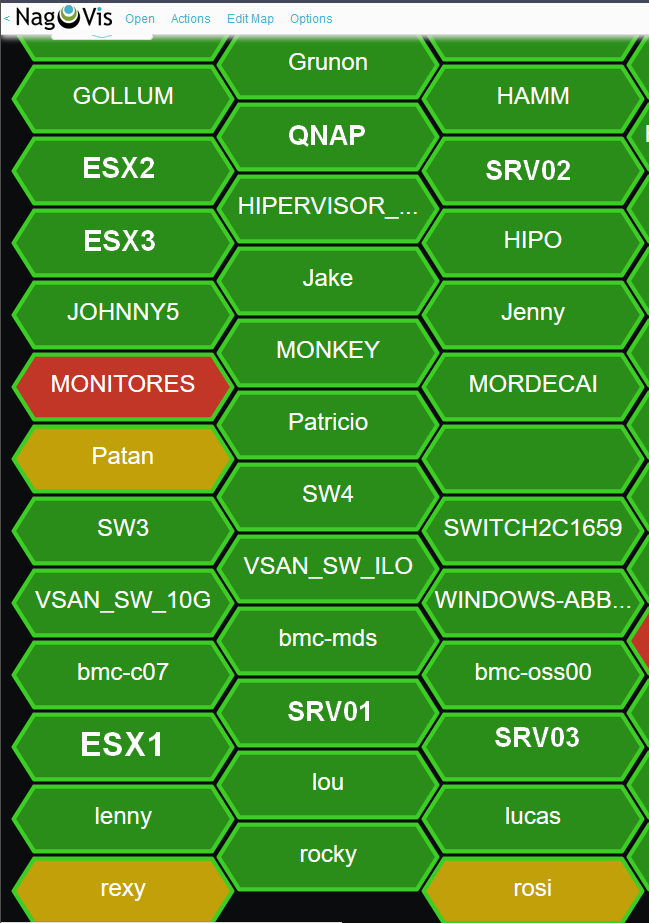 < NagVis Open Actions Edit Map Options
GOLLUM
ESX2
ESX3
JOHNNY5
MONITORES
Patan
SW3
VSAN_SW_10G
bmc-c07
ESX1
lenny
rexy
Grunon
QNAP
HIPERVISOR_...
Jake
MONKEY
Patricio
SW4
VSAN_SW_ILO
bmc-mds
SRV01
lou
rocky
HAMM
SRV02
HIPO
Jenny
MORDECAI
SWITCH2C1659
WINDOWS-ABB...
bmc-oss00
SRV03
lucas
rosi